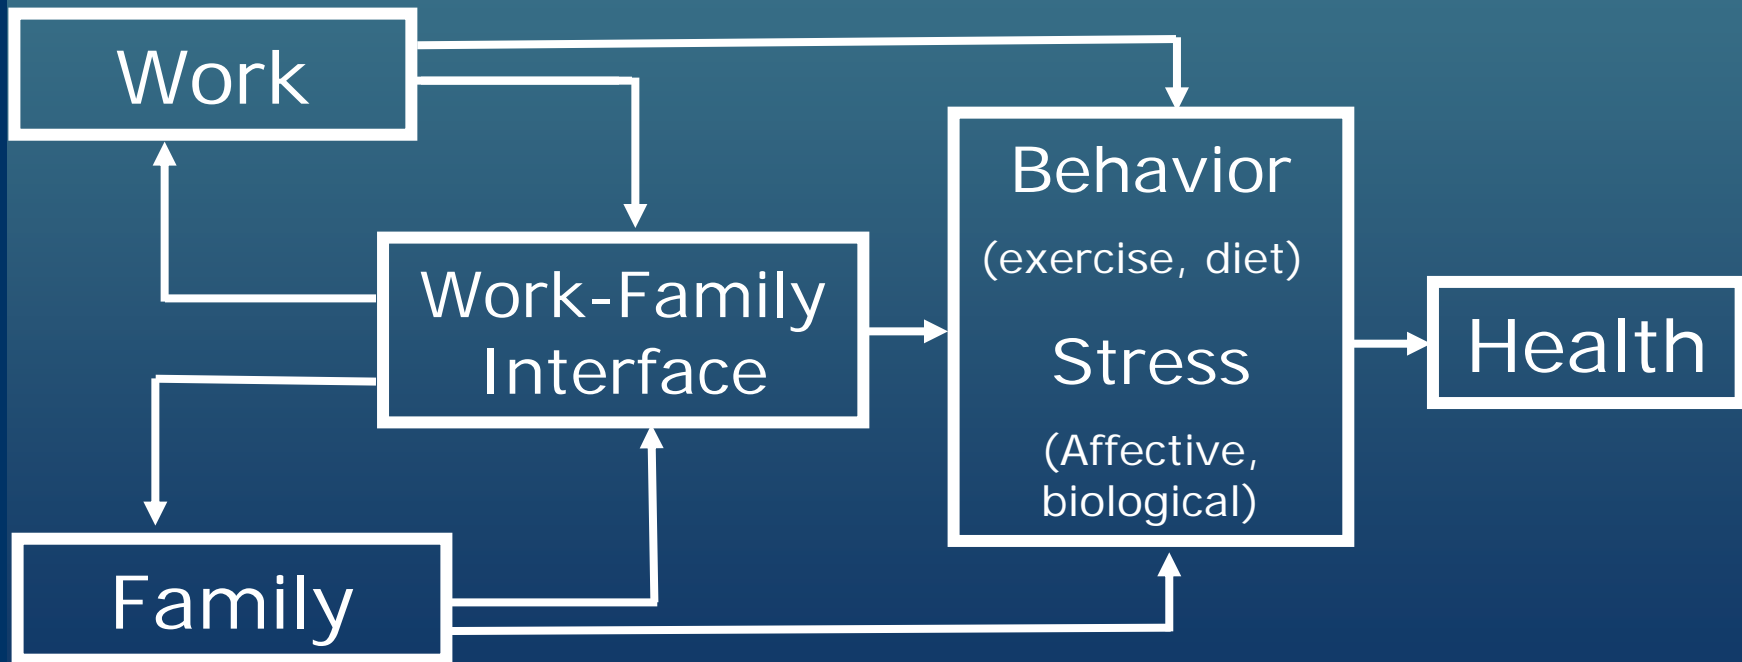 Work
Work-Family
Interface
Family
Behavior
(exercise, diet)
Stress
(Affective,
biological)
Health